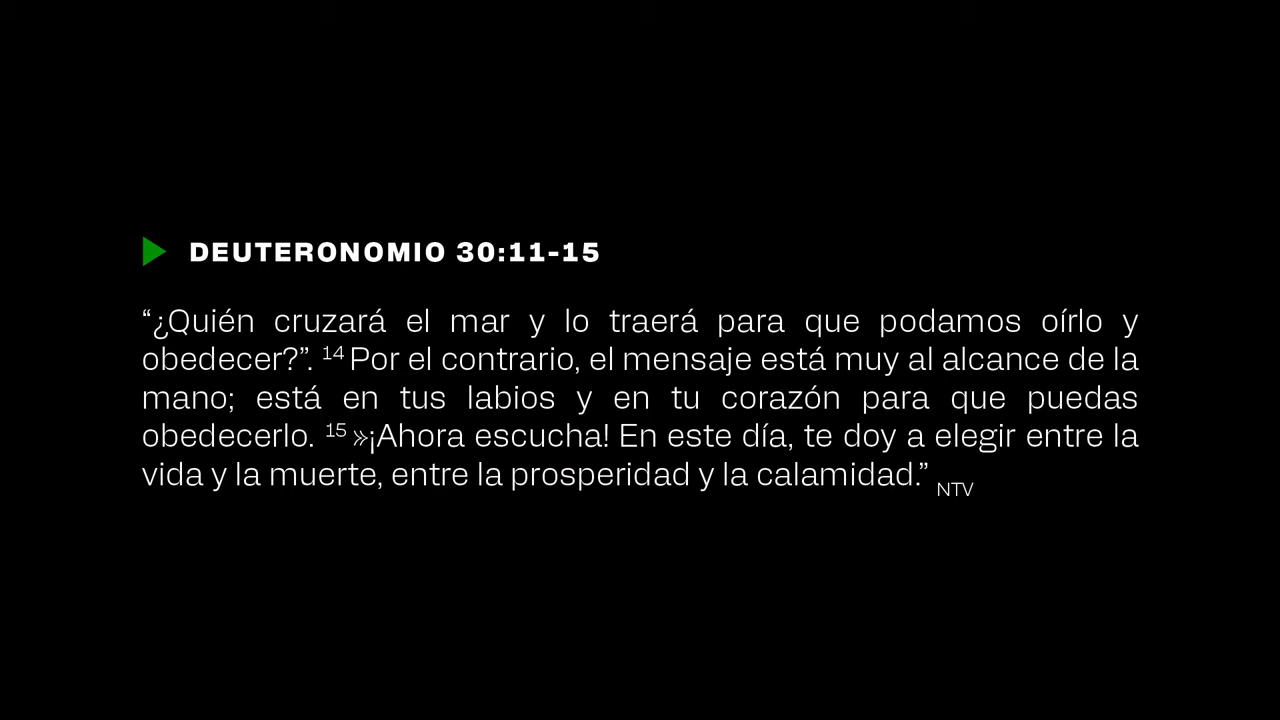 DEUTERONOMIO 30:11-15
“¿Quién cruzará el mar y lo traerá para que podamos oírlo y
obedecer?”. 14 Por el contrario, el mensaje está muy al alcance de la
mano; está en tus labios y en tu corazón para que puedas
obedecerlo. 15 »¡Ahora escucha! En este día, te doy a elegir entre la
vida y la muerte, entre la prosperidad y la calamidad.” NTV